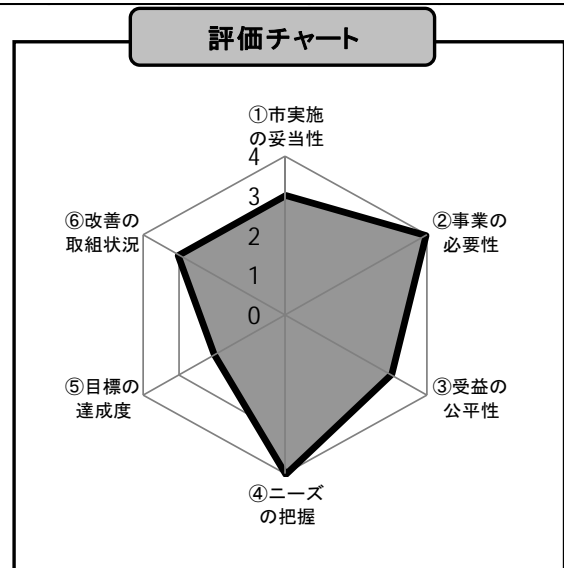 評価チャート
①市実施
の妥当性
4
3
2
1
0
②事業の
必要性
③受益の
公平性
④ニーズ
の把握
⑤目標の
達成度
⑥改善の
取組状況